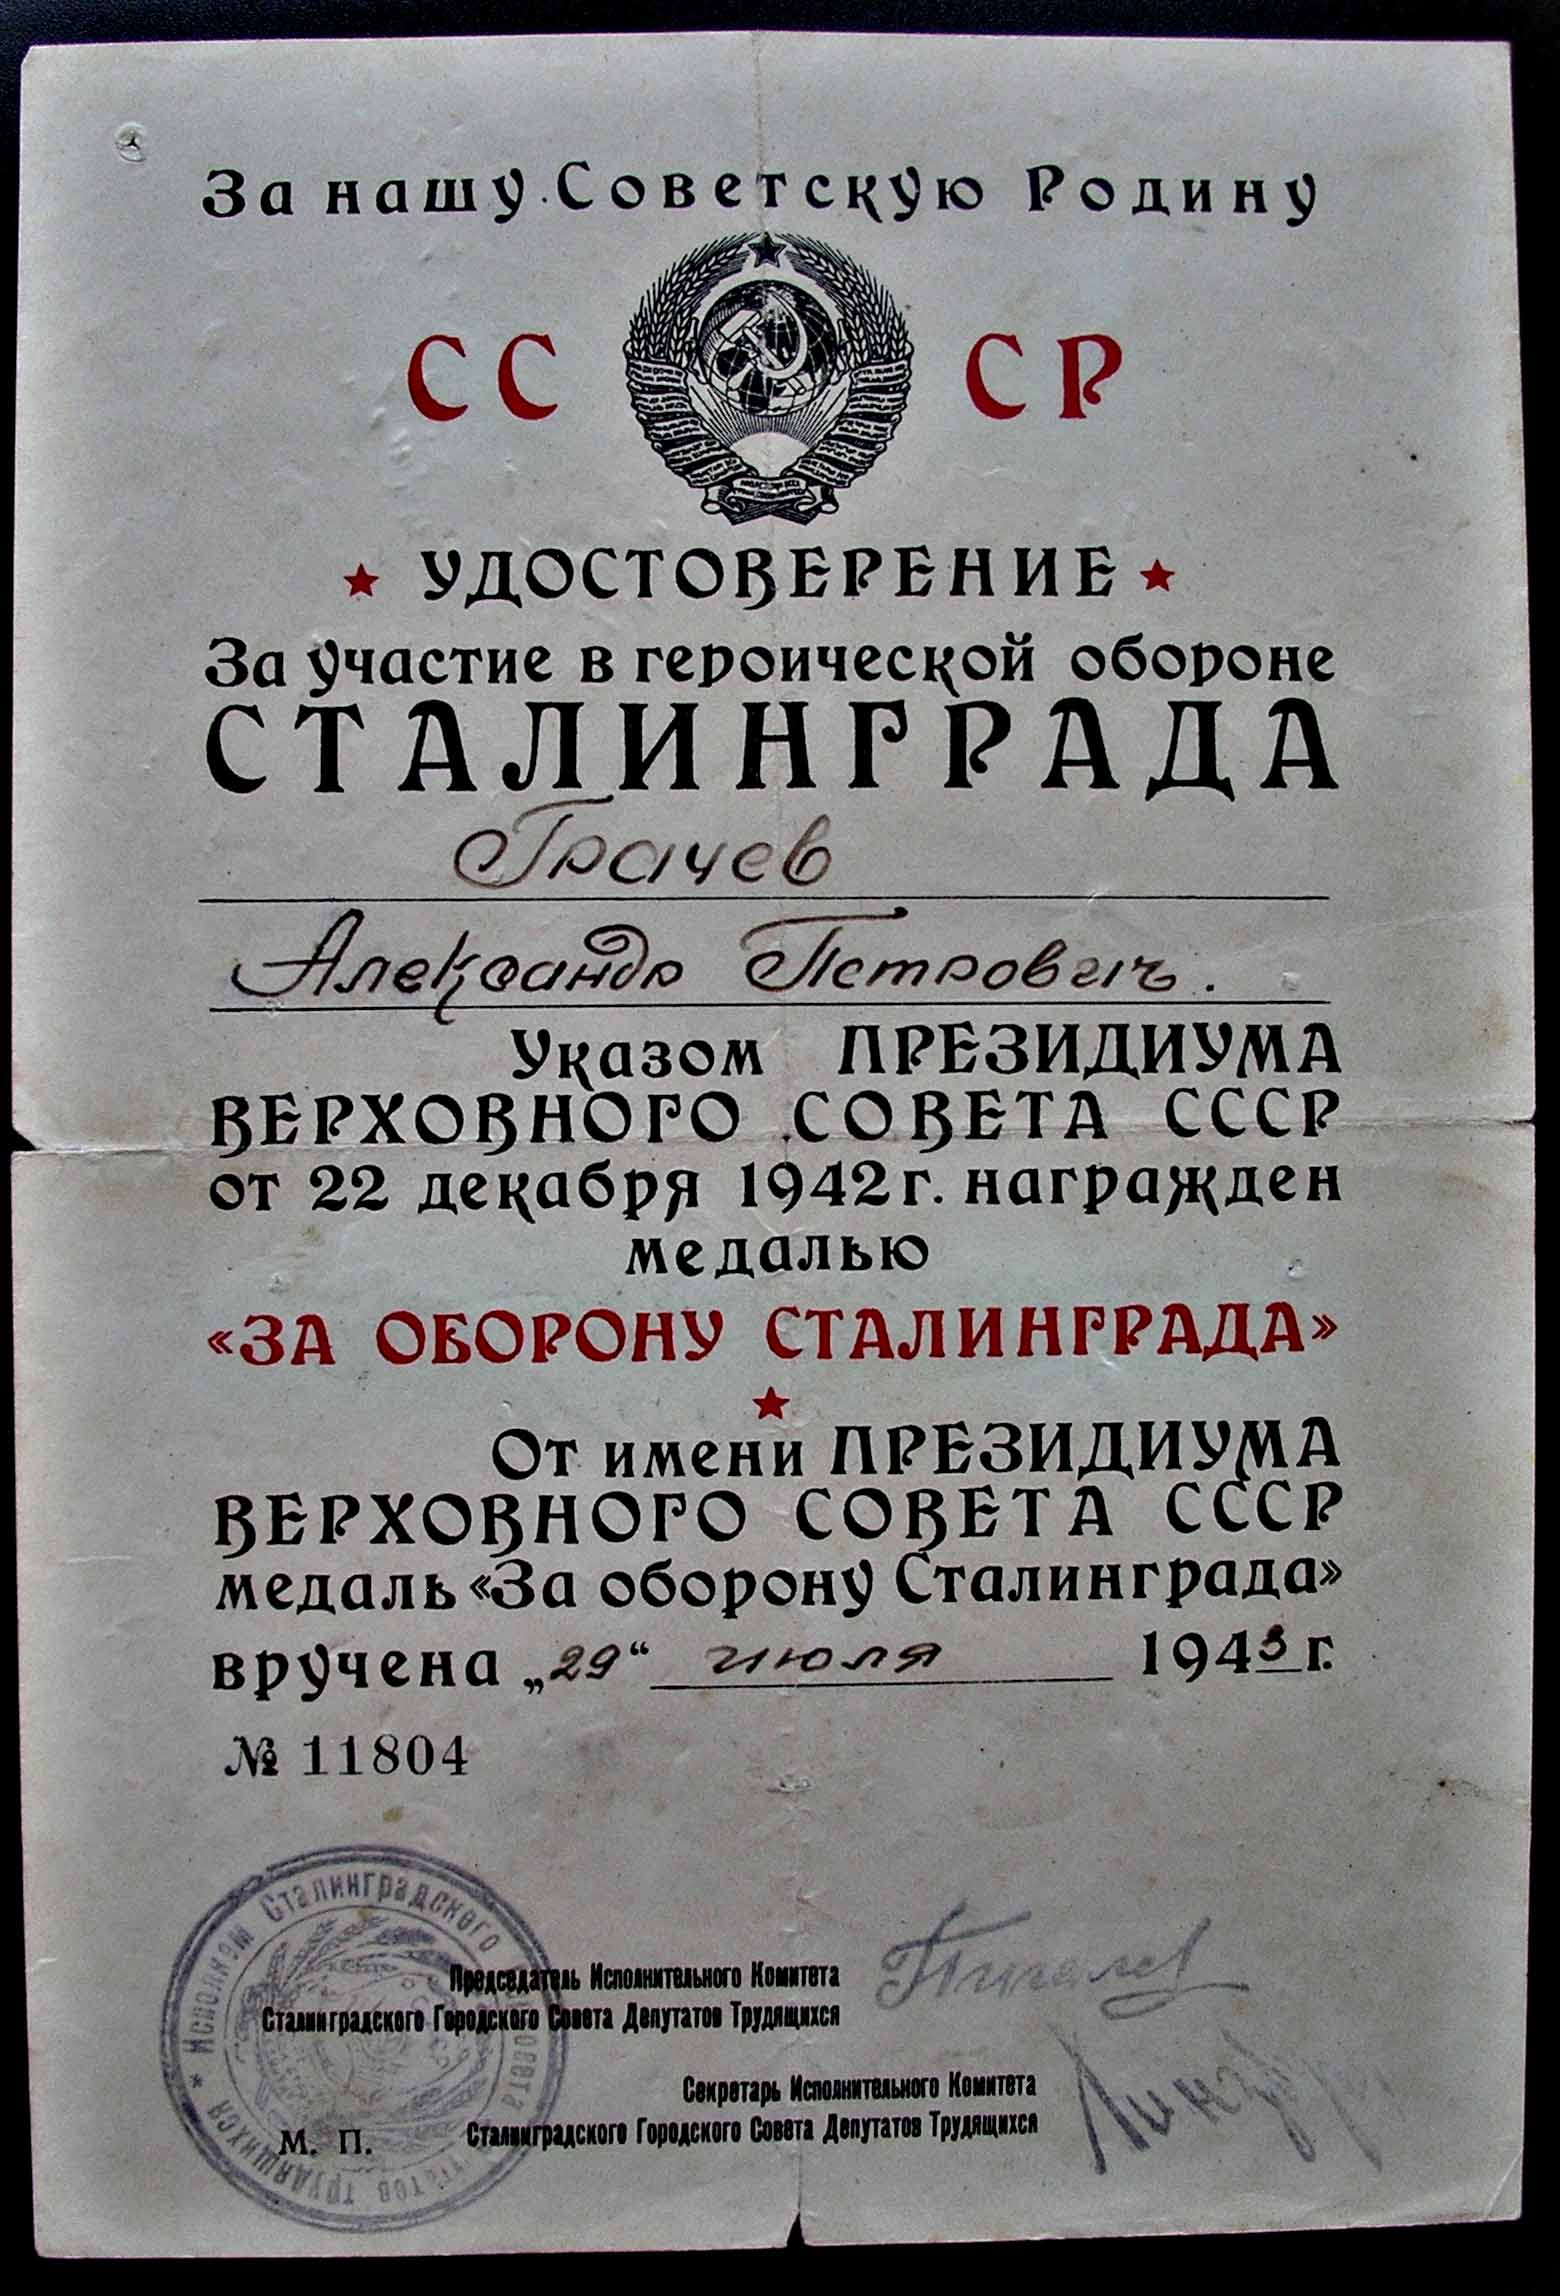 За нашу Советскую Родину
СС СР
УДОСТОВЕРЕНИЕ
За участие в героической обороне
СТАЛИНГРАДА
Грачев
Александр Петрович.
Указом ПРЕЗИДИУМА
ВЕРХОВНОГО СОВЕТА СССР
от 22 декабря 1942 г. награжден
медалью
«ЗА ОБОРОНУ СТАЛИНГРАДА»
От имени ПРЕЗИДИУМА
ВЕРХОВНОГО СОВЕТА СССР
медаль «За оборону Сталинграда»
вручена „29“ июля 1943 г.
№ 11804
Исполком Сталинградского
Трудящихся
Председатель Исполнительного Комитета
Сталинградского Городского Совета Депутатов Трудящихся
Секретарь Исполнительного Комитета
Сталинградского Городского Совета Депутатов Трудящихся
М. П.